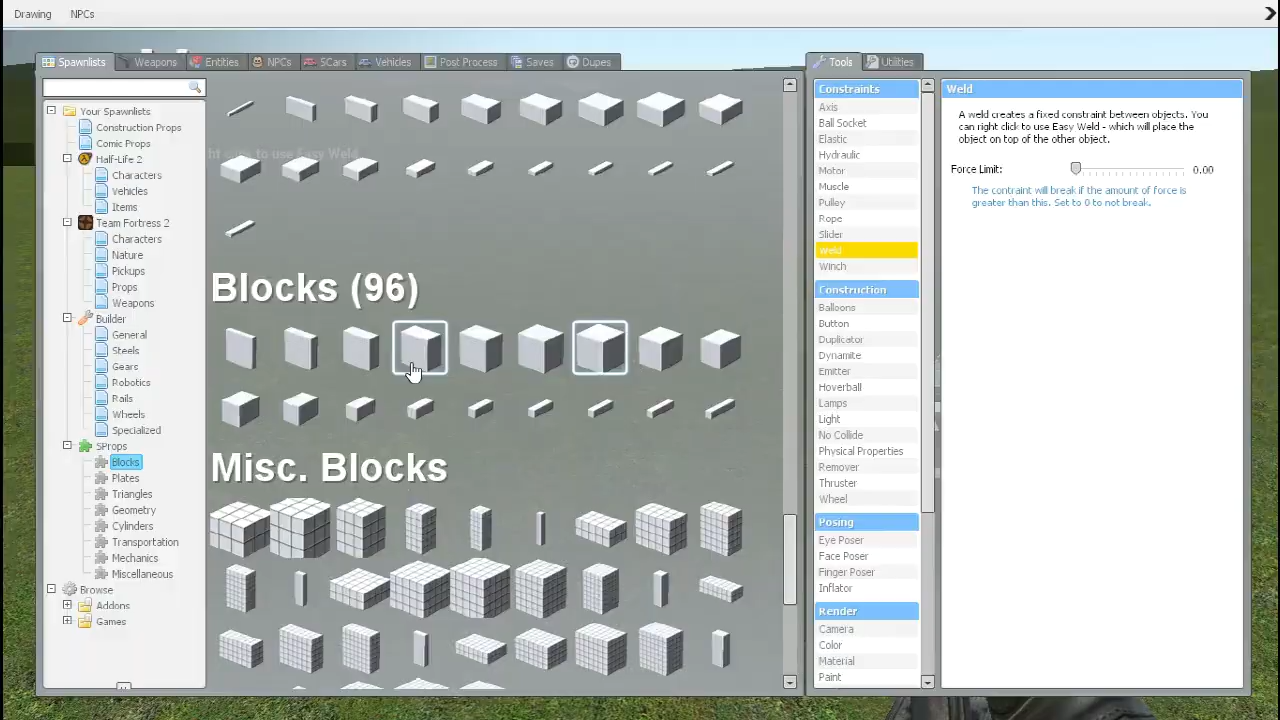 Drawing NPCs
Spawnlists Weapons Entities NPCs SCars Vehicles Post Process Saves Dupes
Your Spawnlists
Construction Props
Comic Props
Half-Life 2
Characters
Vehicles
Items
Team Fortress 2
Characters
Nature
Pickups
Props
Weapons
Builder
General
Steels
Gears
Robotics
Rails
Wheels
Specialized
SProps
Blocks
Plates
Triangles
Geometry
Cylinders
Transportation
Mechanics
Miscellaneous
Browse
Addons
Games
ht click to use Easy Weld
Blocks (96)
Misc. Blocks
Tools Utilities
Constraints
Axis
Ball Socket
Elastic
Hydraulic
Motor
Muscle
Pulley
Rope
Slider
Weld
Winch
Construction
Balloons
Button
Duplicator
Dynamite
Emitter
Hoverball
Lamps
Light
No Collide
Physical Properties
Remover
Thruster
Wheel
Posing
Eye Poser
Face Poser
Finger Poser
Inflator
Render
Camera
Color
Material
Paint
Weld
A weld creates a fixed constraint between objects. You
can right click to use Easy Weld - which will place the
object on top of the other object.
Force Limit: 0.00
The contraint will break if the amount of force is
greater than this. Set to 0 to not break.